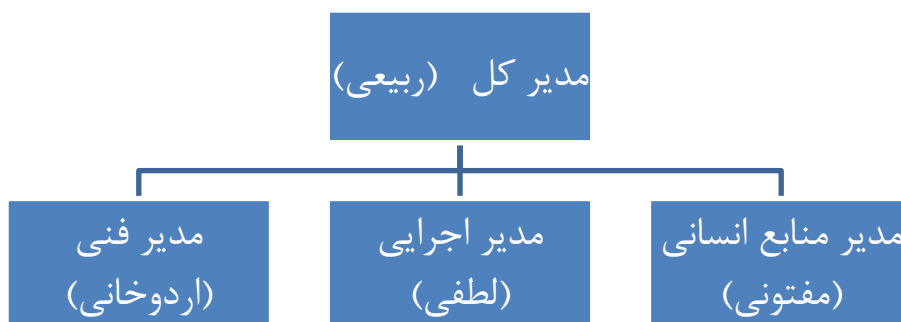 مدیر کل (ربیعی)
مدیر منابع انسانی
(مفتونی)
مدیر اجرایی
(لطفی)
مدیر فنی
(اردوخانی)